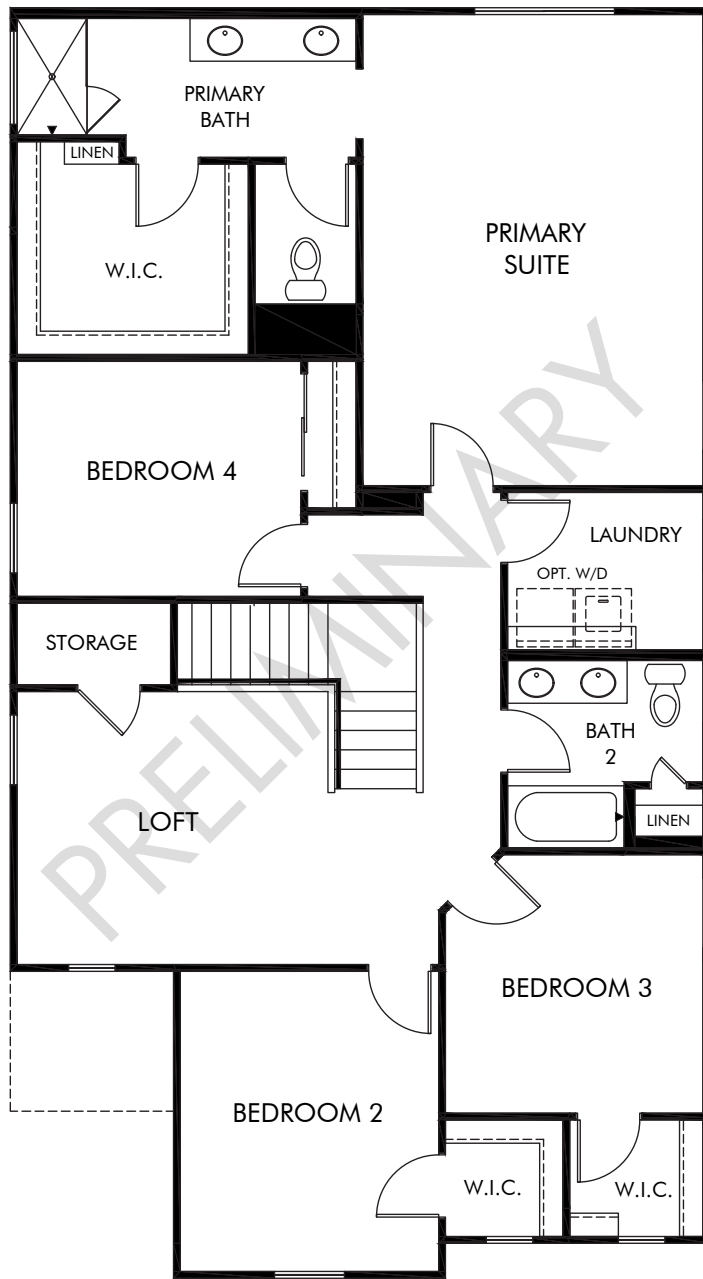 PRIMARY
BATH
LINEN
W.I.C.
PRIMARY
SUITE
BEDROOM 4
LAUNDRY
OPT. W/D
STORAGE
BATH
2
LOFT
LINEN
BEDROOM 3
BEDROOM 2
W.I.C.
W.I.C.
PRELIMINARY